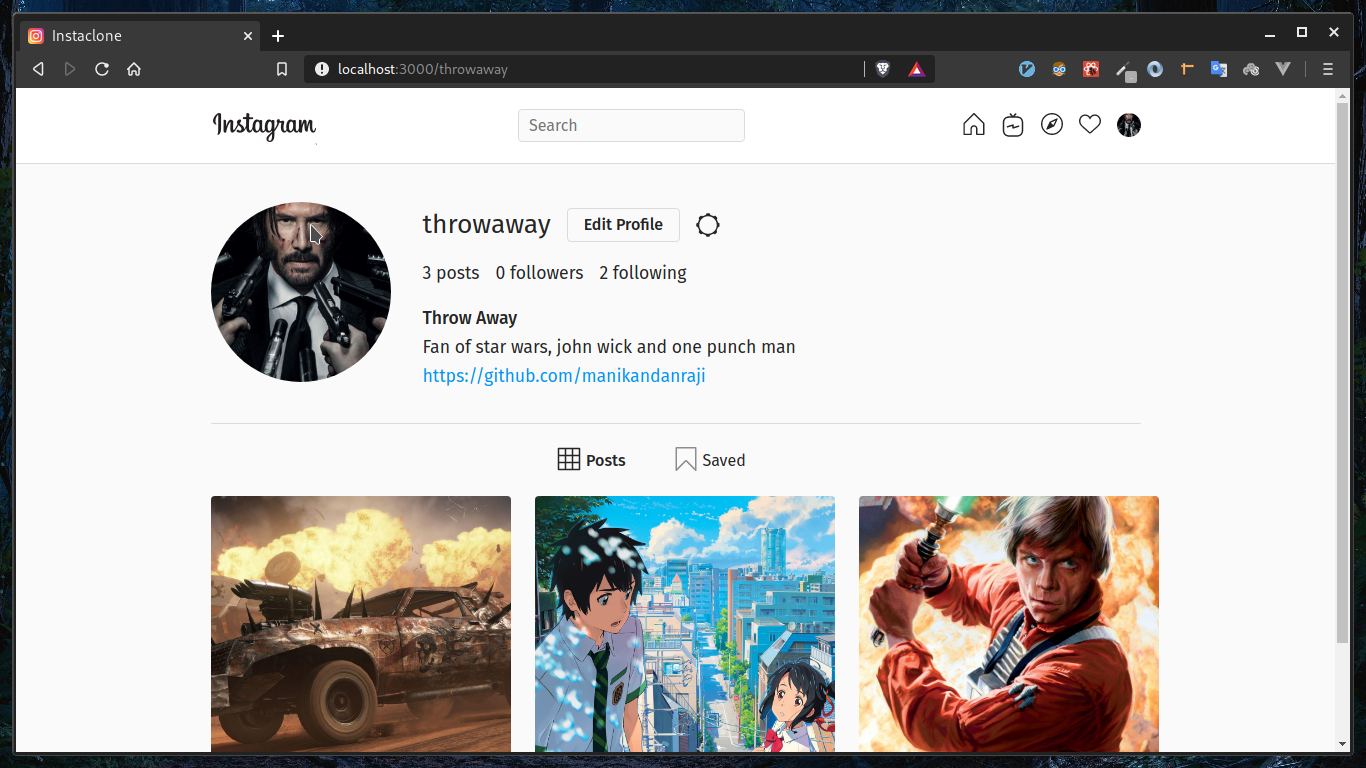 Instaclone
localhost:3000/throwaway
Instagram
Search
throwaway
Edit Profile
3 posts 0 followers 2 following
Throw Away
Fan of star wars, john wick and one punch man
https://github.com/manikandanraji
Posts
Saved